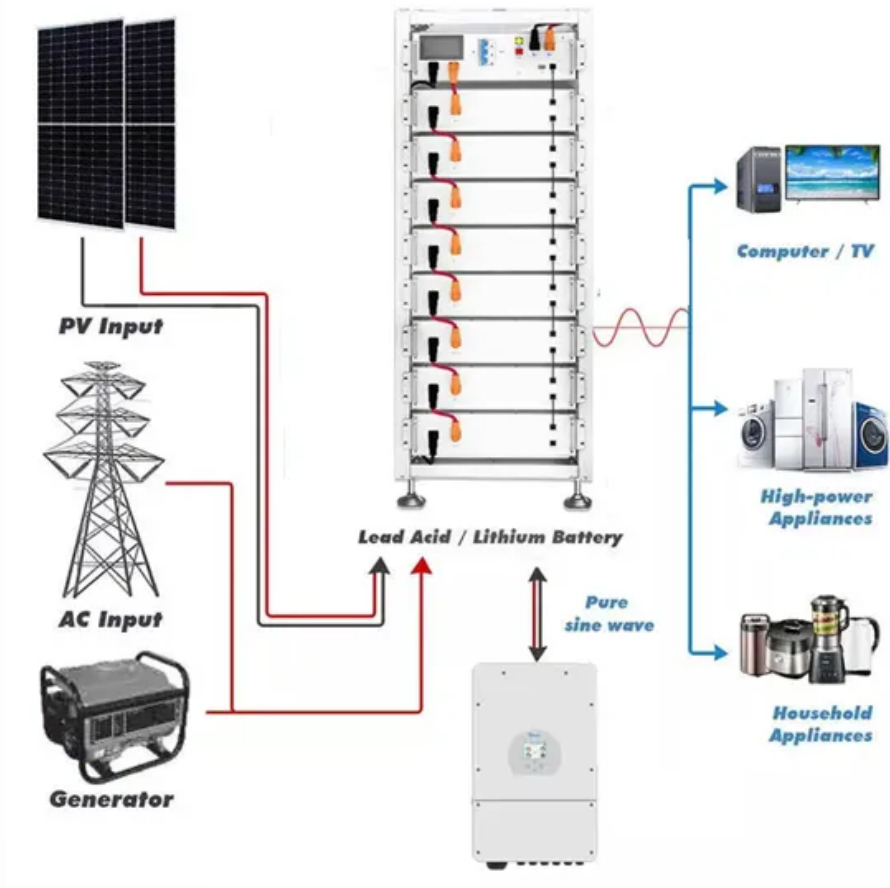 PV Input
AC Input
Generator
Lead Acid / Lithium Battery
Pure
sine wave
Computer / TV
High-power
Appliances
Household
Appliances